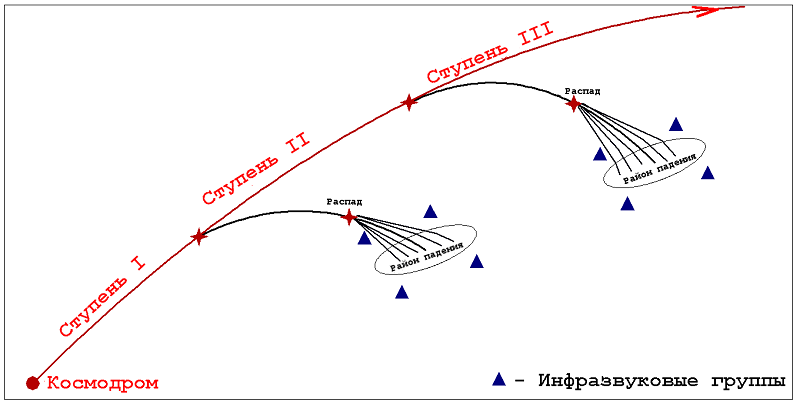 Ступень III
Распад
Район падения
Ступень II
Распад
Район падения
Ступень I
Космодром
- Инфразвуковые группы